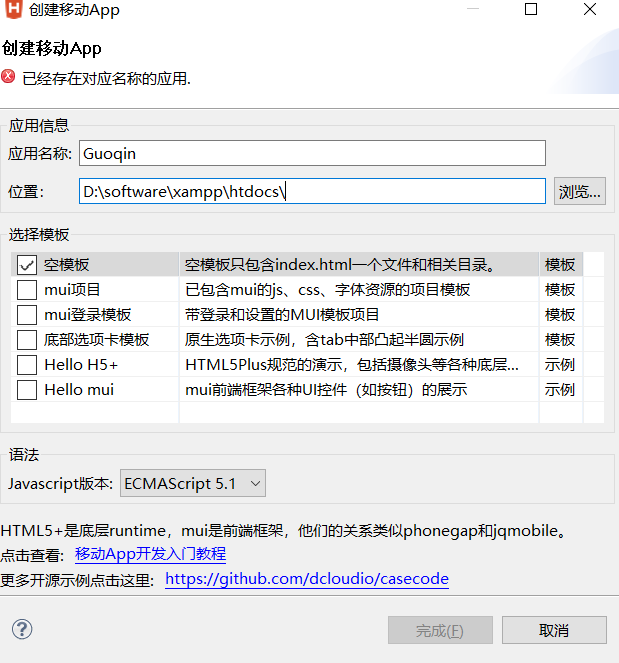 创建移动App
创建移动App
已经存在对应名称的应用.
应用信息
应用名称: Guoqin
位置: D:\software\xampp\htdocs\ 浏览...
选择模板
空模板 空模板只包含index.html一个文件和相关目录。 模板
mui项目 已包含mui的js、css、字体资源的项目模板 模板
mui登录模板 带登录和设置的MUI模板项目 模板
底部选项卡模板 原生选项卡示例，含tab中部凸起半圆示例 模板
Hello H5+ HTML5Plus规范的演示，包括摄像头等各种底层... 示例
Hello mui mui前端框架各种UI控件（如按钮）的展示 示例
语法
Javascript版本: ECMAScript 5.1
HTML5+是底层runtime，mui是前端框架，他们的关系类似phonegap和jqmobile。
点击查看: 移动App开发入门教程
更多开源示例点击这里: https://github.com/dcloudio/casecode
? 完成(F) 取消